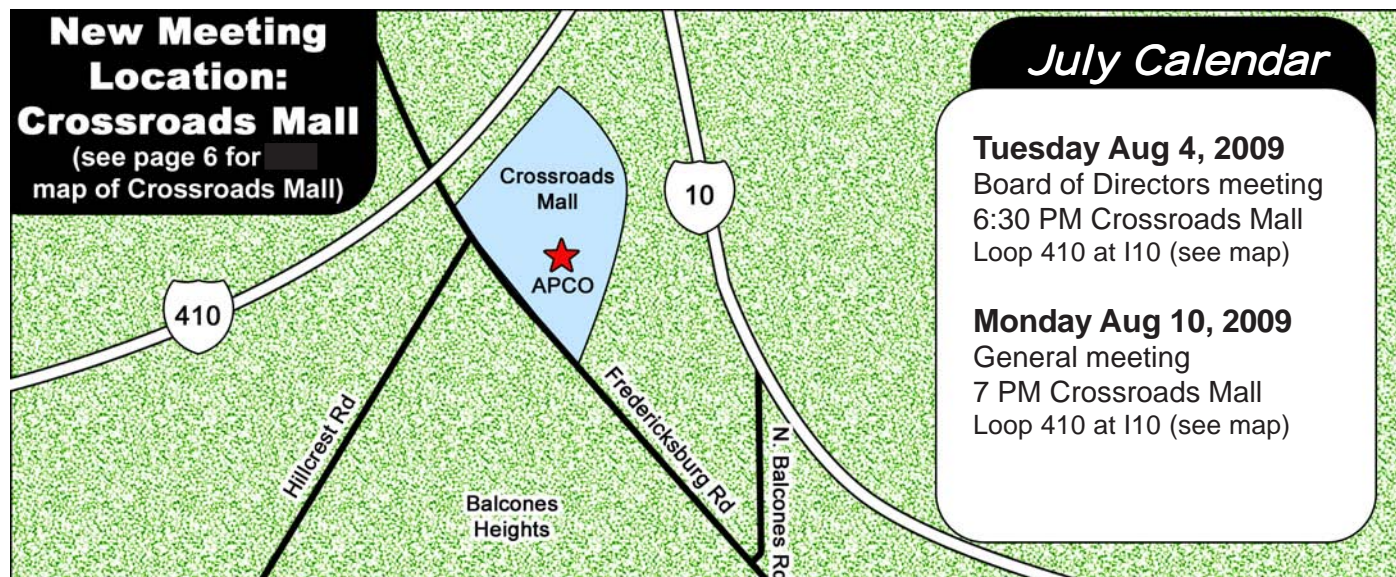 New Meeting
Location:
Crossroads Mall
(see page 6 for
map of Crossroads Mall)
Crossroads
Mall
APCO
10
410
Hillcrest Rd
Fredericksburg Rd
N. Balcones Rd
Balcones
Heights
July Calendar
Tuesday Aug 4, 2009
Board of Directors meeting
6:30 PM Crossroads Mall
Loop 410 at I10 (see map)
Monday Aug 10, 2009
General meeting
7 PM Crossroads Mall
Loop 410 at I10 (see map)